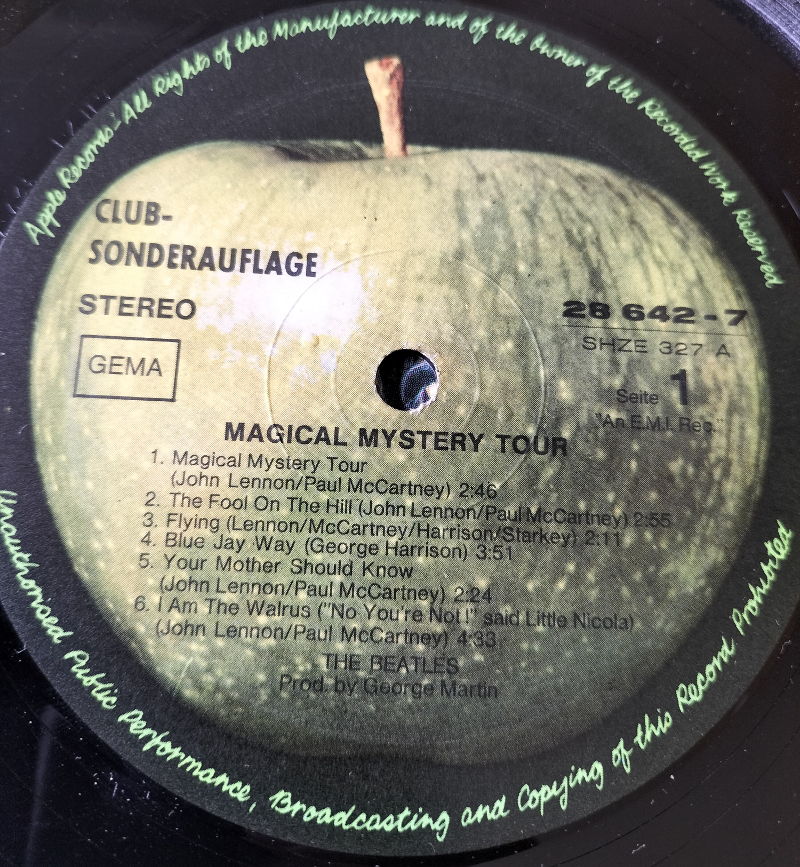 Apple Records-All Rights of the Manufacturer and of the Owner of the Recorded Work Reserved
CLUB-
SONDERAUFLAGE
STEREO
GEMA
28 642-7
SHZE 327 A
Seite 1
"An E.M.I. Rec."
MAGICAL MYSTERY TOUR
1. Magical Mystery Tour
(John Lennon/Paul McCartney) 2:46
2. The Fool On The Hill (John Lennon/Paul McCartney) 2:55
3. Flying (Lennon/McCartney/Harrison/Starkey) 2:11
4. Blue Jay Way (George Harrison) 3:51
5. Your Mother Should Know
(John Lennon/Paul McCartney) 2:24
6. I Am The Walrus ("No You're Not!" said Little Nicola)
(John Lennon/Paul McCartney) 4:33
THE BEATLES
Prod. by George Martin
Unauthorised Public Performance, Broadcasting and Copying of this Record Prohibited